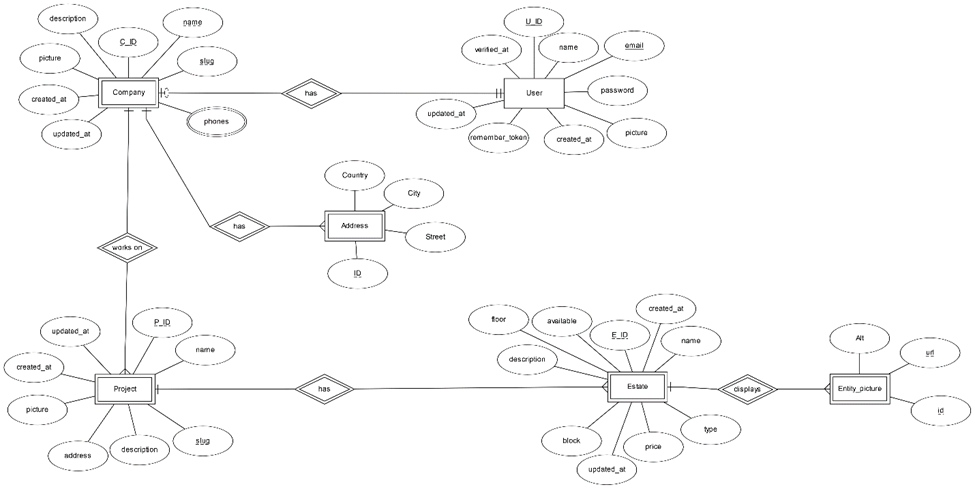 description
name
C_ID
picture
slug
Company
created_at
updated_at
phones
has
U_ID
verified_at
name
email
User
password
updated_at
remember_token
created_at
picture
Country
City
has
Address
Street
ID
works on
updated_at
P_ID
name
created_at
Project
picture
address
description
slug
has
floor
available
created_at
E_ID
name
description
Estate
block
updated_at
price
type
displays
Alt
url
Entity_picture
id